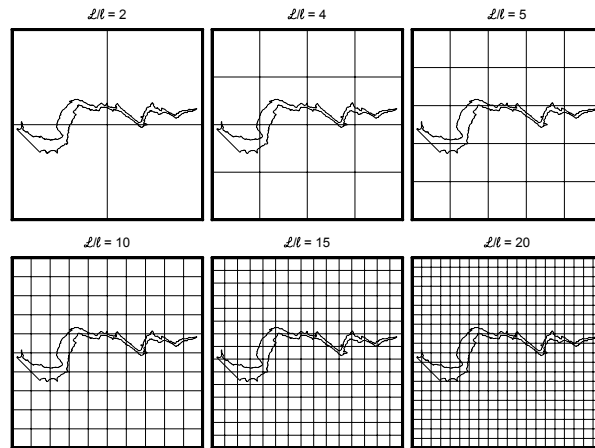 ℒ/ℓ = 2
ℒ/ℓ = 4
ℒ/ℓ = 5
ℒ/ℓ = 10
ℒ/ℓ = 15
ℒ/ℓ = 20